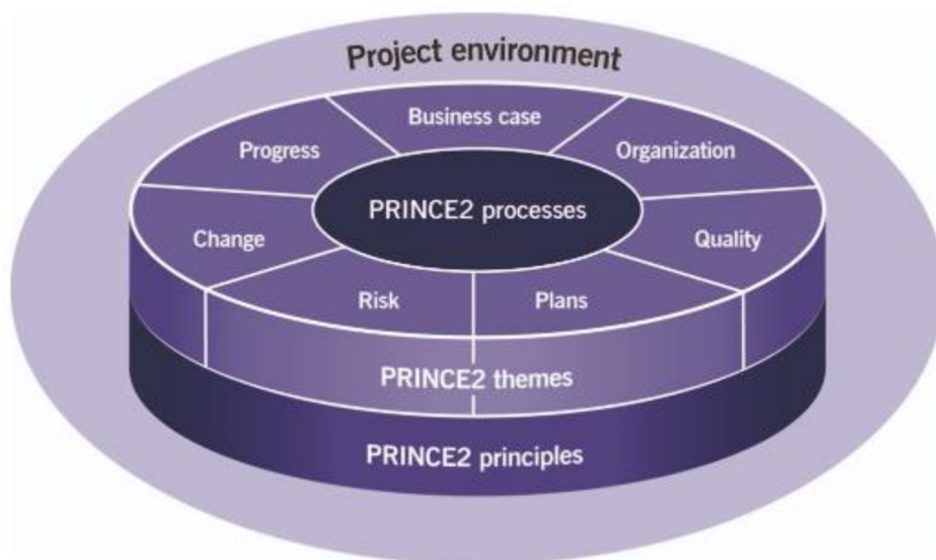 Project environment
Business case
Progress
Organization
PRINCE2 processes
Change
Quality
Risk
Plans
PRINCE2 themes
PRINCE2 principles